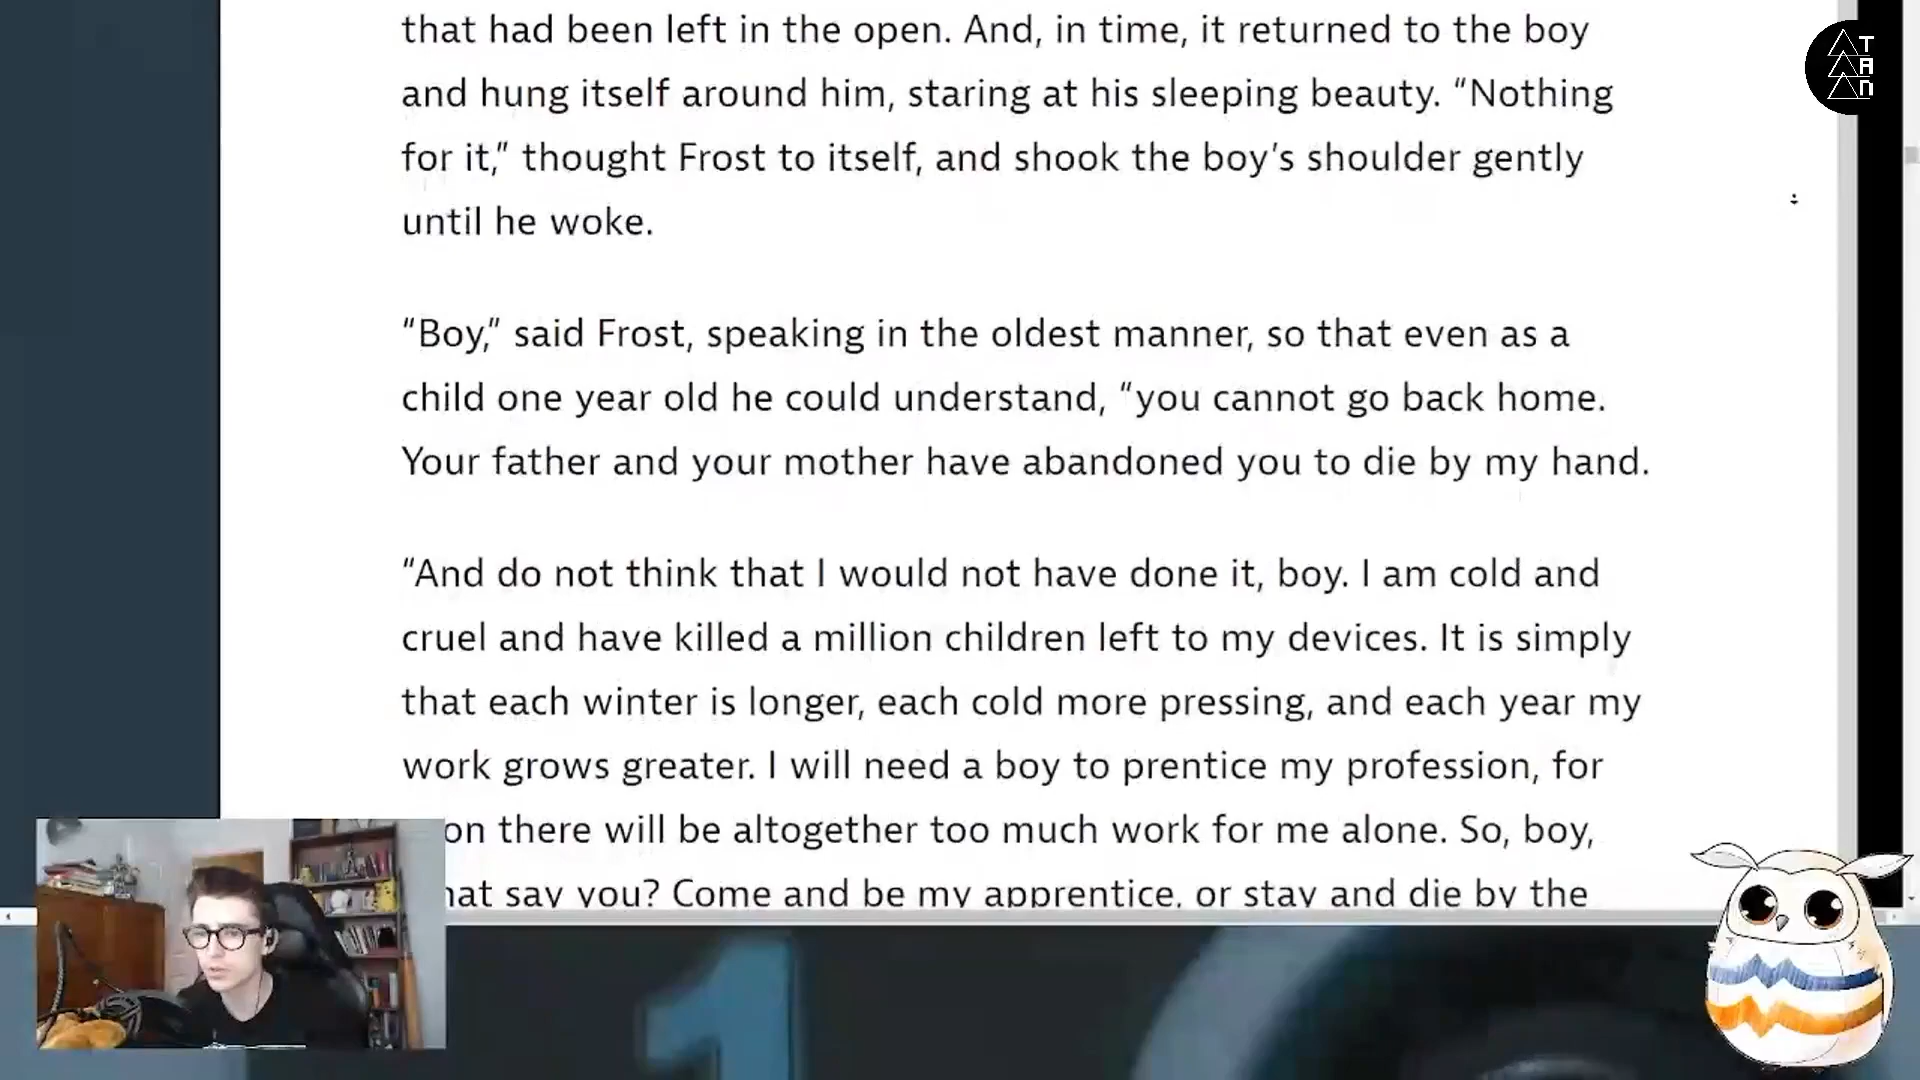 that had been left in the open. And, in time, it returned to the boy
and hung itself around him, staring at his sleeping beauty. “Nothing
for it,” thought Frost to itself, and shook the boy’s shoulder gently
until he woke.
“Boy,” said Frost, speaking in the oldest manner, so that even as a
child one year old he could understand, “you cannot go back home.
Your father and your mother have abandoned you to die by my hand.
“And do not think that I would not have done it, boy. I am cold and
cruel and have killed a million children left to my devices. It is simply
that each winter is longer, each cold more pressing, and each year my
work grows greater. I will need a boy to prentice my profession, for
on there will be altogether too much work for me alone. So, boy,
hat say you? Come and be my apprentice, or stay and die by the
TAN
1